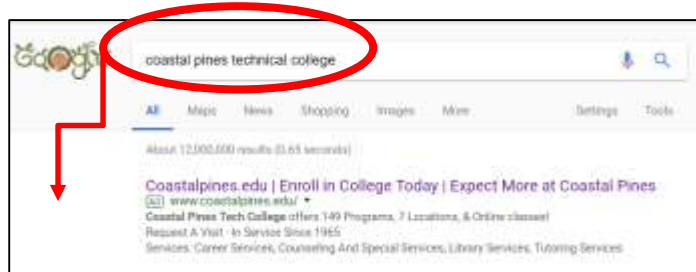 Google
coastal pines technical college
All Maps News Shopping Images More Settings Tools
About 12,000,000 results (0.65 seconds)
Coastalpines.edu | Enroll in College Today | Expect More at Coastal Pines
Ad www.coastalpines.edu/
Coastal Pines Tech College offers 149 Programs, 7 Locations, & Online classes!
Request A Visit · In Service Since 1965
Services: Career Services, Counseling And Special Services, Library Services, Tutoring Services